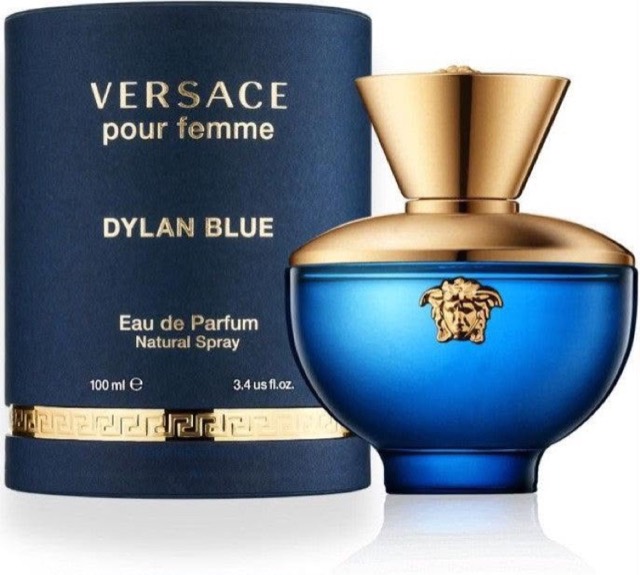 VERSACE
pour femme
DYLAN BLUE
Eau de Parfum
Natural Spray
100 ml ℮ 3.4 us fl.oz.